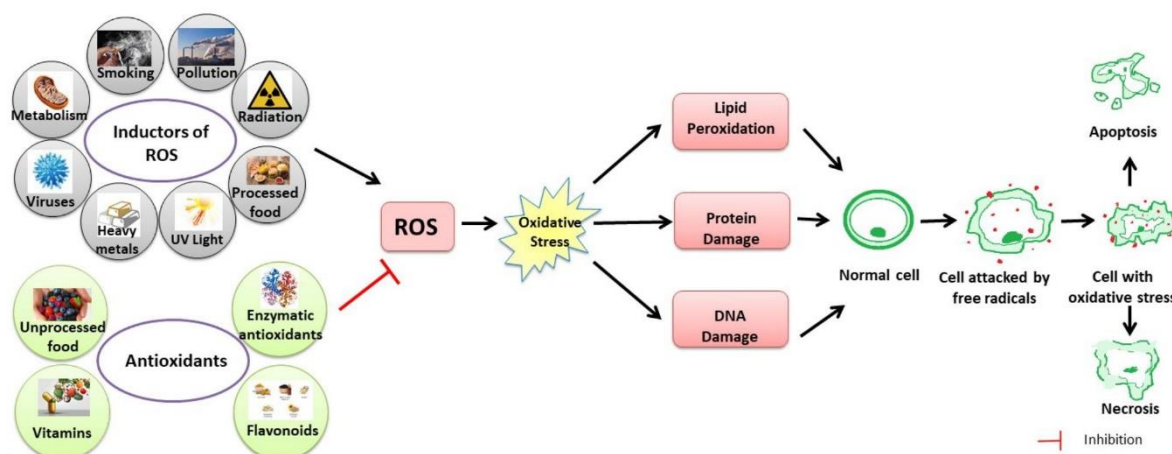 Smoking
Pollution
Metabolism
Radiation
Inductors of
ROS
Viruses
Processed
food
Heavy
metals
UV Light
Unprocessed
food
Enzymatic
antioxidants
Antioxidants
Vitamins
Flavonoids
ROS
Oxidative
Stress
Lipid
Peroxidation
Protein
Damage
DNA
Damage
Normal cell
Cell attacked by
free radicals
Cell with
oxidative stress
Apoptosis
Necrosis
Inhibition